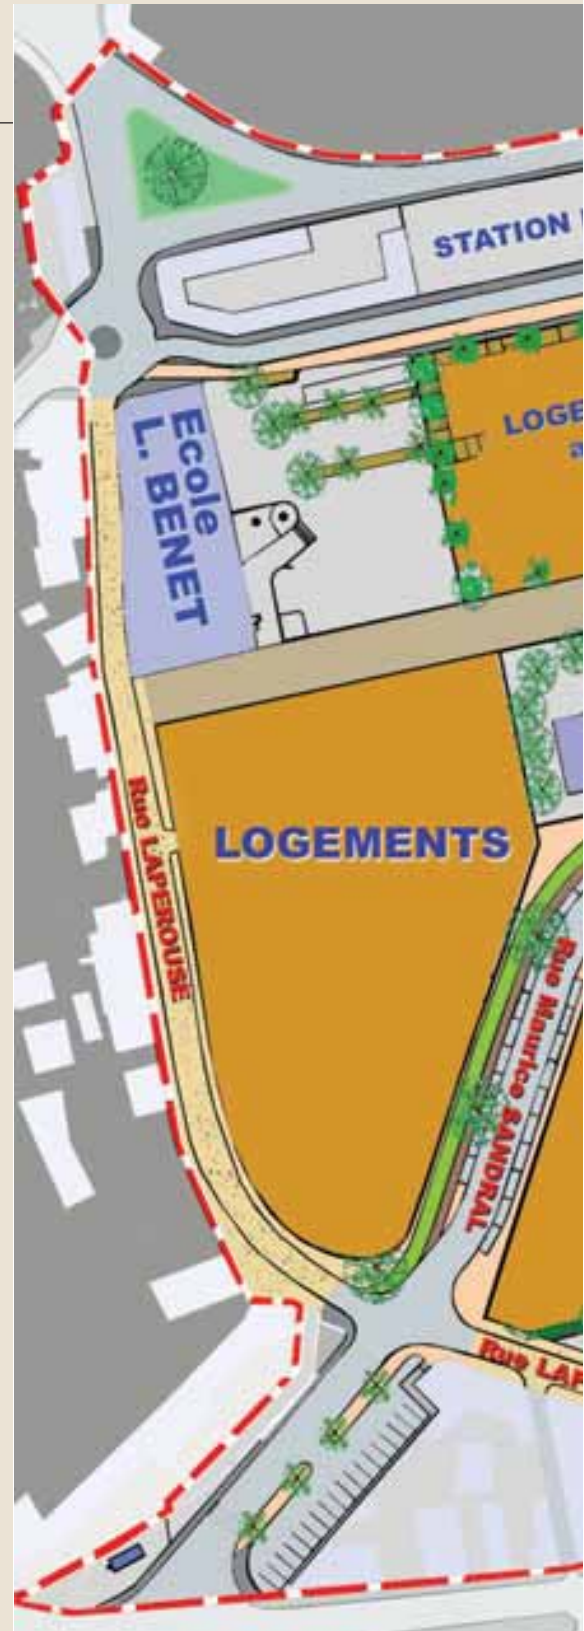 STATION
LOGE
a
Ecole
L. BENET
LOGEMENTS
Rue LAPEROUSE
Rue Maurice SANDRAL
Rue LAP